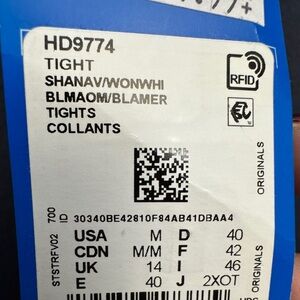 HD9774
TIGHT
SHANAV/WONWHI
BLMAOM/BLAMER
TIGHTS
COLLANTS
RFID
ORIGINALS
ID 30340BE42810F84AB41DBAA4
STSTRFV02 700
USA M D 40
CDN M/M F 42
UK 14 I 46
E 40 J 2XOT
ORIGINALS